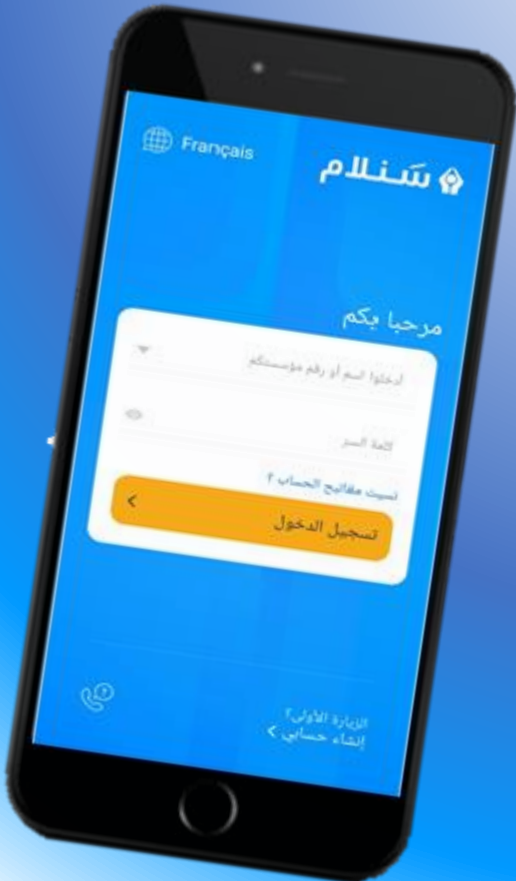 Français
سَنلام
مرحبا بكم
أدخلوا اسم أو رقم مؤسستكم
كلمة السر
نسيت مفاتيح الحساب ؟
تسجيل الدخول
الزيارة الأولى؟
إنشاء حسابي